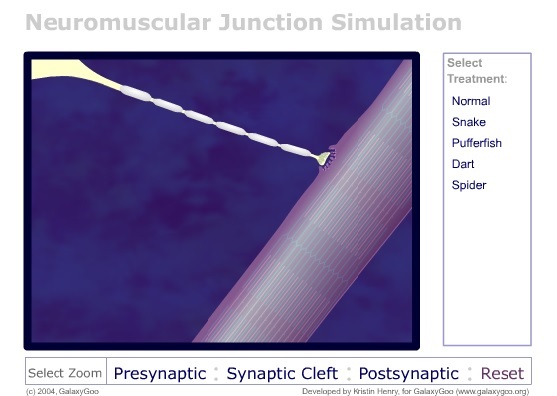 Neuromuscular Junction Simulation
Select
Treatment:
Normal
Snake
Pufferfish
Dart
Spider
Select Zoom Presynaptic : Synaptic Cleft : Postsynaptic : Reset
(c) 2004, GalaxyGoo Developed by Kristin Henry, for GalaxyGoo (www.galaxygoo.org)